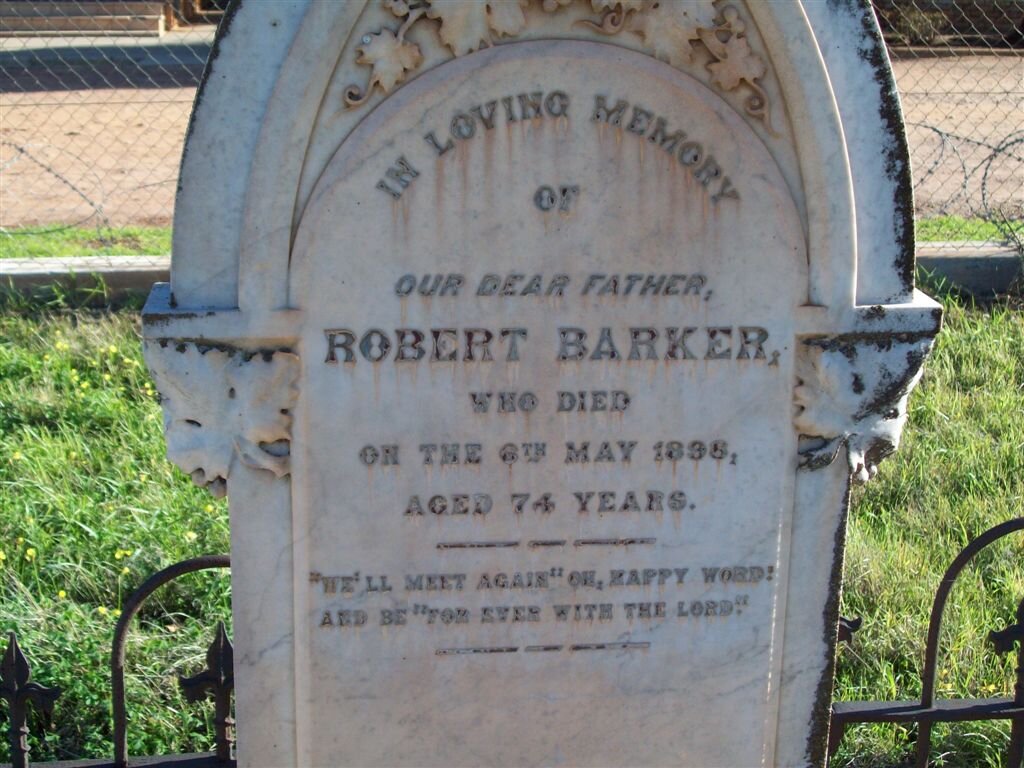 IN LOVING MEMORY
OF
OUR DEAR FATHER,
ROBERT BARKER,
WHO DIED
ON THE 6TH MAY 1896,
AGED 74 YEARS.
"WE'LL MEET AGAIN" OH, HAPPY WORD!
AND BE "FOR EVER WITH THE LORD."